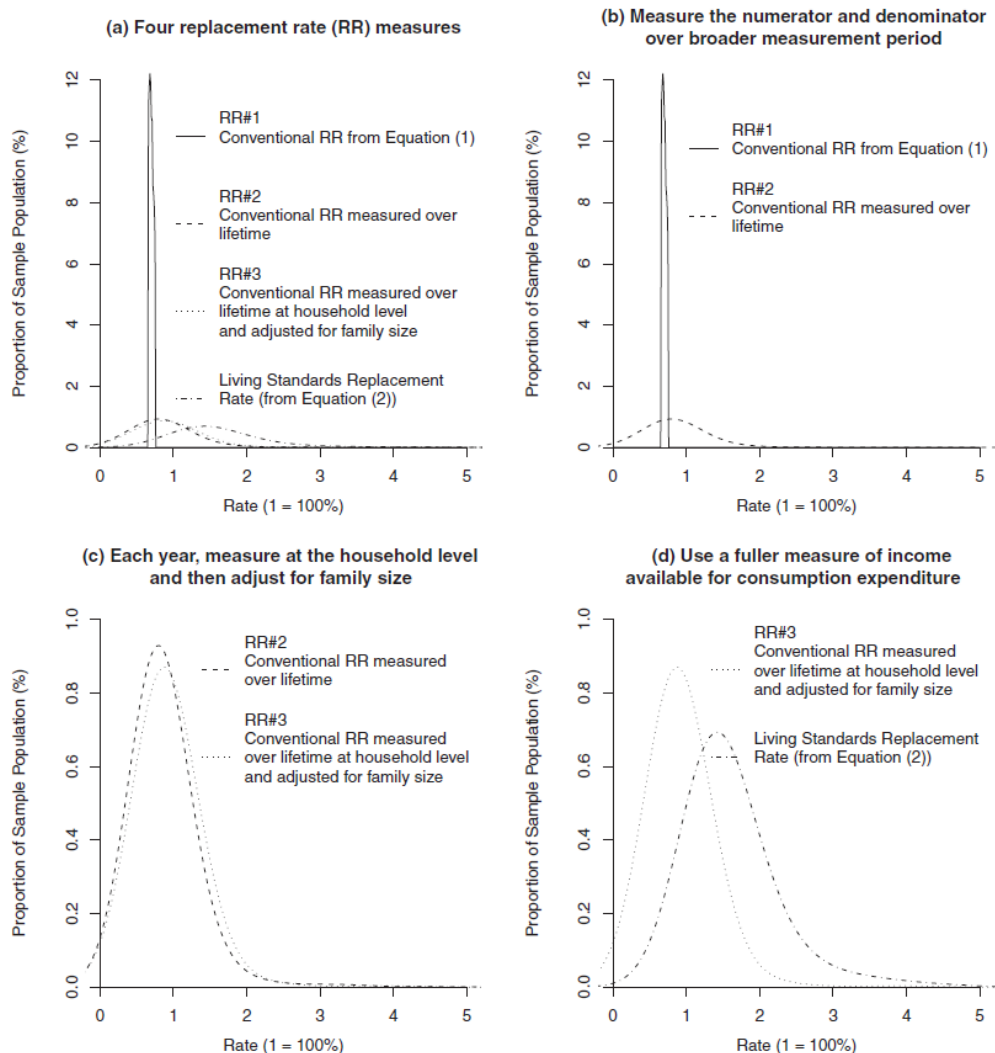 (a) Four replacement rate (RR) measures
Proportion of Sample Population (%)
12
10
8
6
4
2
0
RR#1
Conventional RR from Equation (1)
RR#2
Conventional RR measured over
lifetime
RR#3
Conventional RR measured over
lifetime at household level
and adjusted for family size
Living Standards Replacement
Rate (from Equation (2))
0 1 2 3 4 5
Rate (1 = 100%)
(b) Measure the numerator and denominator
over broader measurement period
Proportion of Sample Population (%)
12
10
8
6
4
2
0
RR#1
Conventional RR from Equation (1)
RR#2
Conventional RR measured over
lifetime
0 1 2 3 4 5
Rate (1 = 100%)
(c) Each year, measure at the household level
and then adjust for family size
Proportion of Sample Population (%)
1.0
0.8
0.6
0.4
0.2
0.0
RR#2
Conventional RR measured
over lifetime
RR#3
Conventional RR measured
over lifetime at household level
and adjusted for family size
0 1 2 3 4 5
Rate (1 = 100%)
(d) Use a fuller measure of income
available for consumption expenditure
Proportion of Sample Population (%)
1.0
0.8
0.6
0.4
0.2
0.0
RR#3
Conventional RR measured
over lifetime at household level
and adjusted for family size
Living Standards Replacement
Rate (from Equation (2))
0 1 2 3 4 5
Rate (1 = 100%)